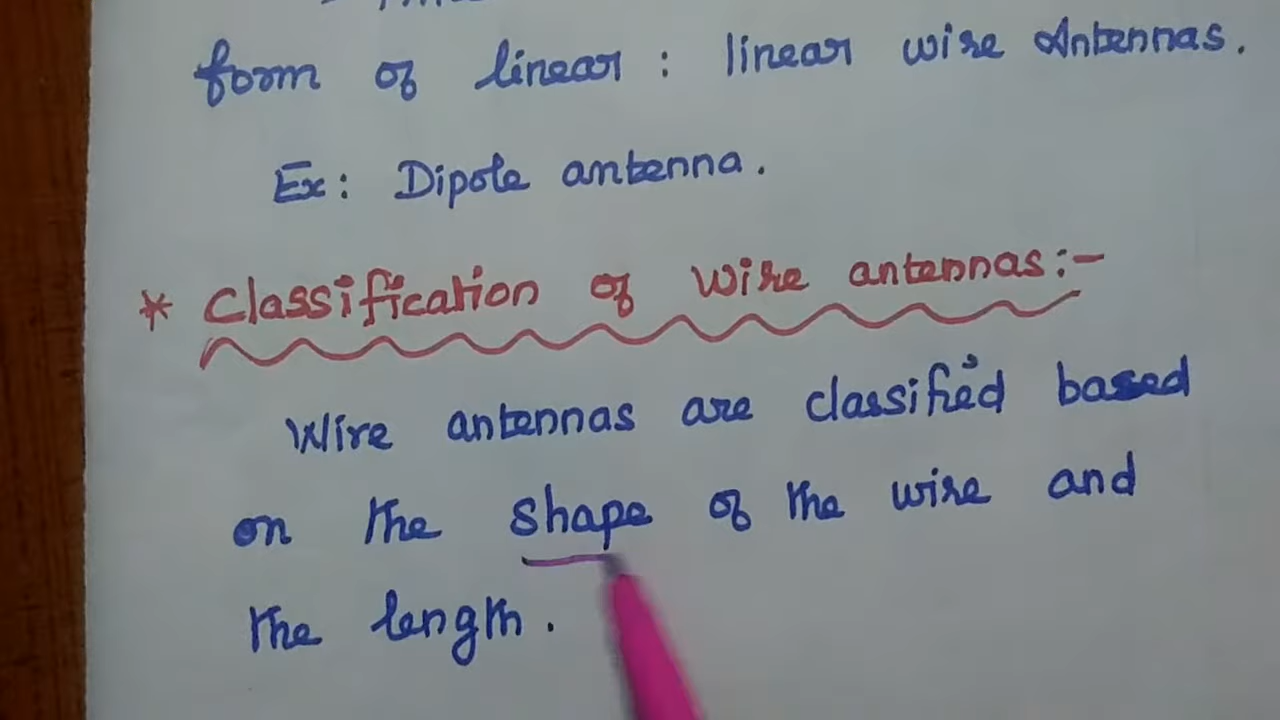 form of linear : linear wire Antennas.
Ex: Dipole antenna.
* Classification of wire antennas:-
Wire antennas are classified based
on the shape of the wire and
the length.